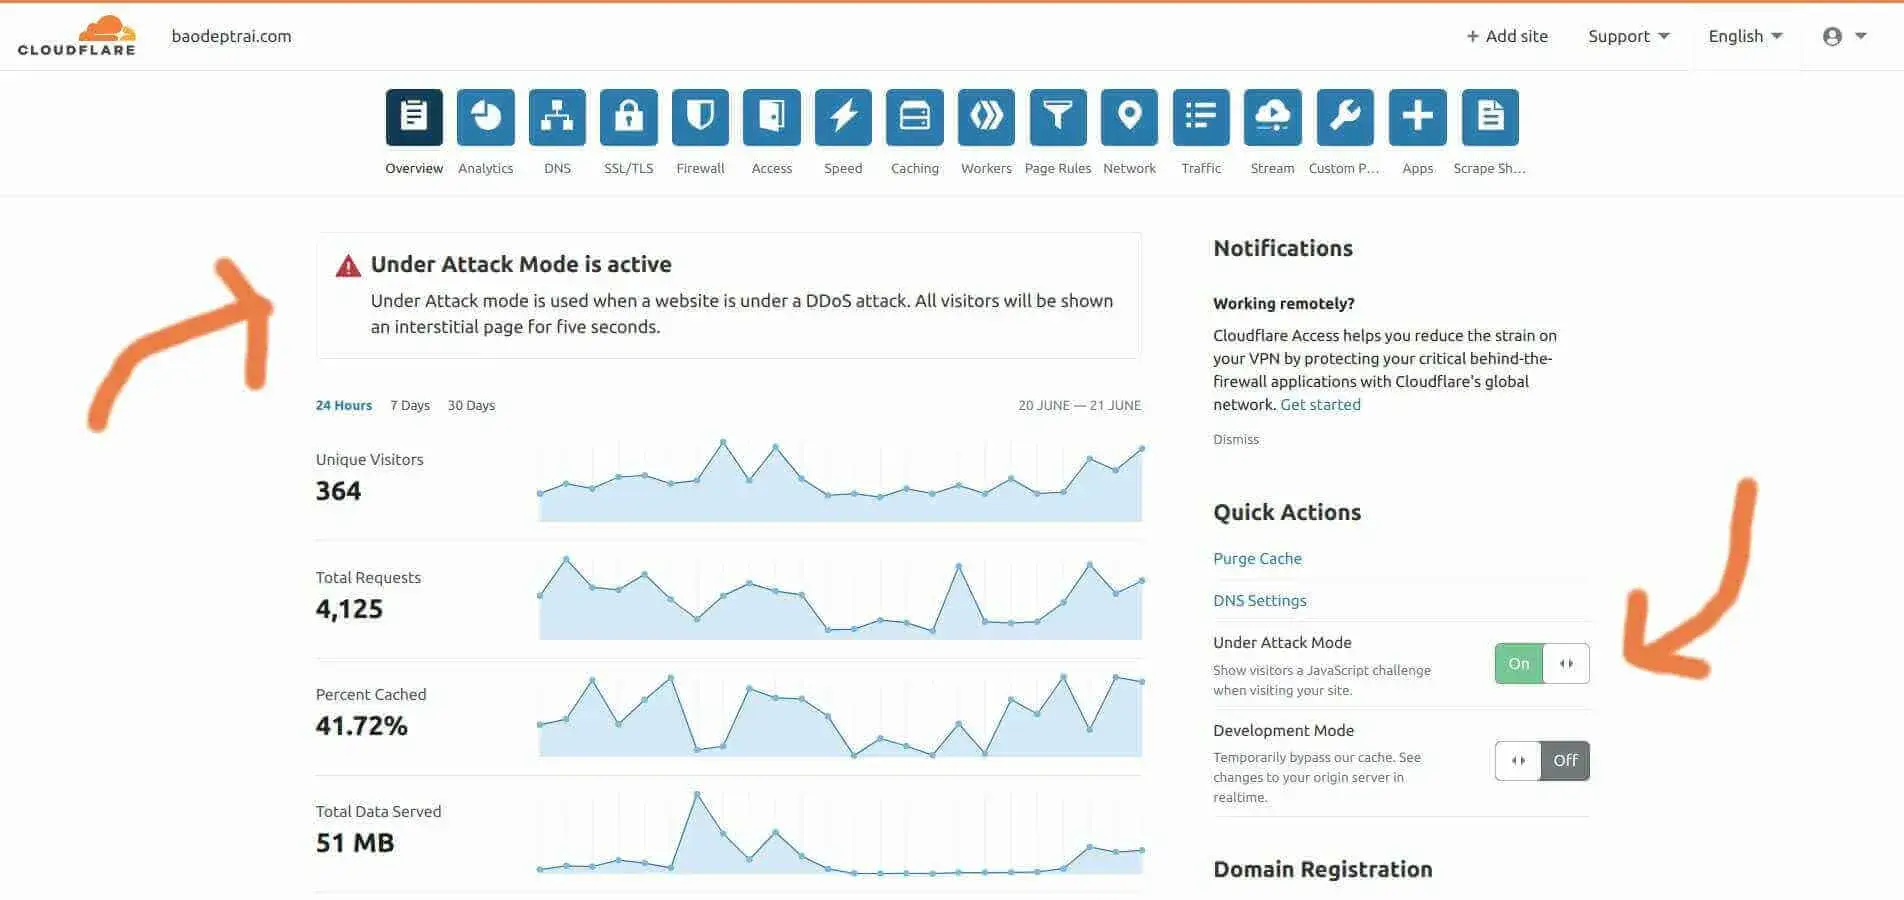 CLOUDFLARE
baodeptrai.com
+ Add site
Support
English
Overview
Analytics
DNS
SSL/TLS
Firewall
Access
Speed
Caching
Workers
Page Rules
Network
Traffic
Stream
Custom P...
Apps
Scrape Sh...
Under Attack Mode is active
Under Attack mode is used when a website is under a DDoS attack. All visitors will be shown
an interstitial page for five seconds.
24 Hours
7 Days
30 Days
20 JUNE — 21 JUNE
Unique Visitors
364
Total Requests
4,125
Percent Cached
41.72%
Total Data Served
51 MB
Notifications
Working remotely?
Cloudflare Access helps you reduce the strain on
your VPN by protecting your critical behind-the-
firewall applications with Cloudflare's global
network. Get started
Dismiss
Quick Actions
Purge Cache
DNS Settings
Under Attack Mode
Show visitors a JavaScript challenge
when visiting your site.
On
Development Mode
Temporarily bypass our cache. See
changes to your origin server in
realtime.
Off
Domain Registration